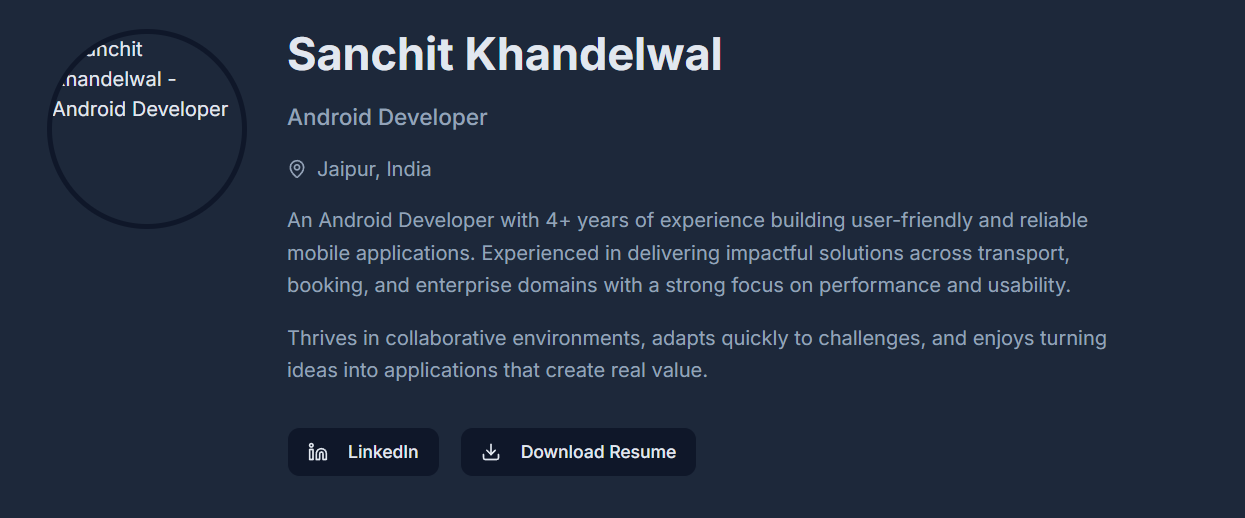 Sanchit Khandelwal
Android Developer
Jaipur, India
An Android Developer with 4+ years of experience building user-friendly and reliable
mobile applications. Experienced in delivering impactful solutions across transport,
booking, and enterprise domains with a strong focus on performance and usability.
Thrives in collaborative environments, adapts quickly to challenges, and enjoys turning
ideas into applications that create real value.
LinkedIn
Download Resume
anchit
handelwal -
Android Developer